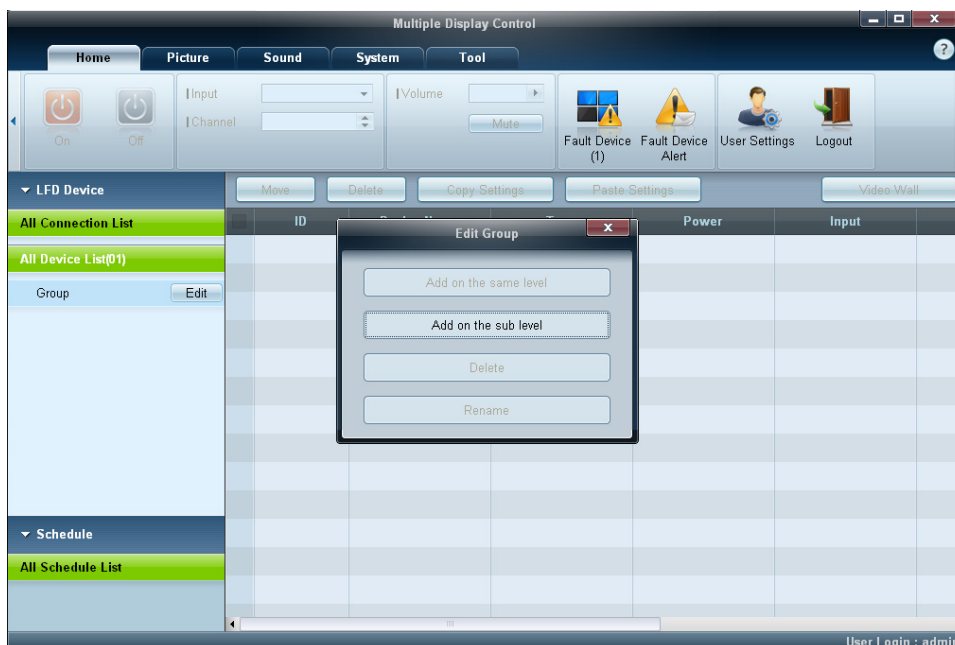 Multiple Display Control
Home Picture Sound System Tool
?
Input
Channel
Volume
Mute
On Off
Fault Device (1)
Fault Device Alert
User Settings
Logout
LFD Device
Move Delete Copy Settings Paste Settings Video Wall
All Connection List
ID Power Input
All Device List(01)
Group Edit
Edit Group
Add on the same level
Add on the sub level
Delete
Rename
Schedule
All Schedule List
User Login : admin